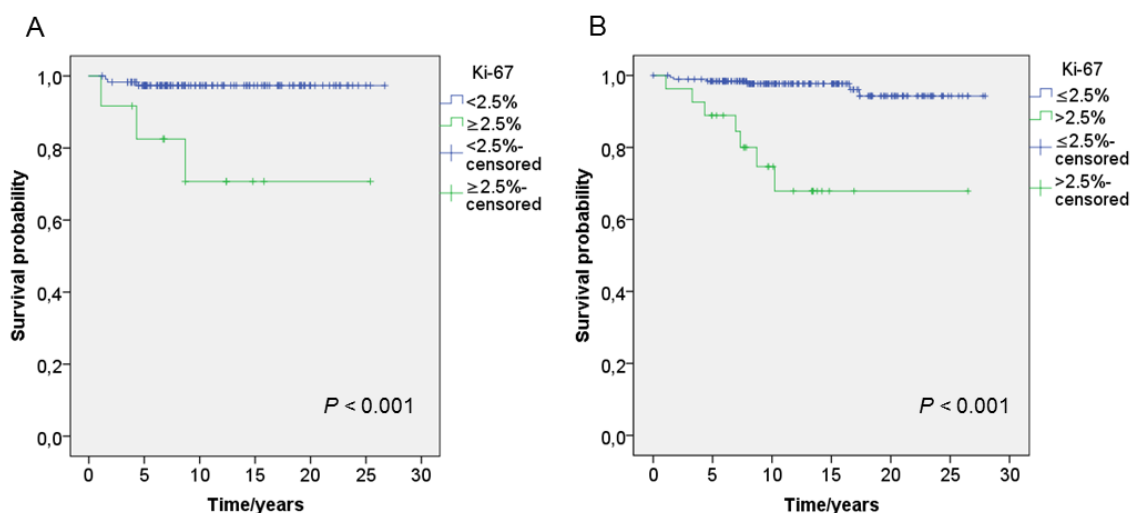 A
Ki-67
<2.5%
≥2.5%
<2.5%-
censored
≥2.5%-
censored
1,0
0,8
0,6
0,4
0,2
0,0
Survival probability
P < 0.001
0 5 10 15 20 25 30
Time/years
B
Ki-67
≤2.5%
>2.5%
≤2.5%-
censored
>2.5%-
censored
1,0
0,8
0,6
0,4
0,2
0,0
Survival probability
P < 0.001
0 5 10 15 20 25 30
Time/years